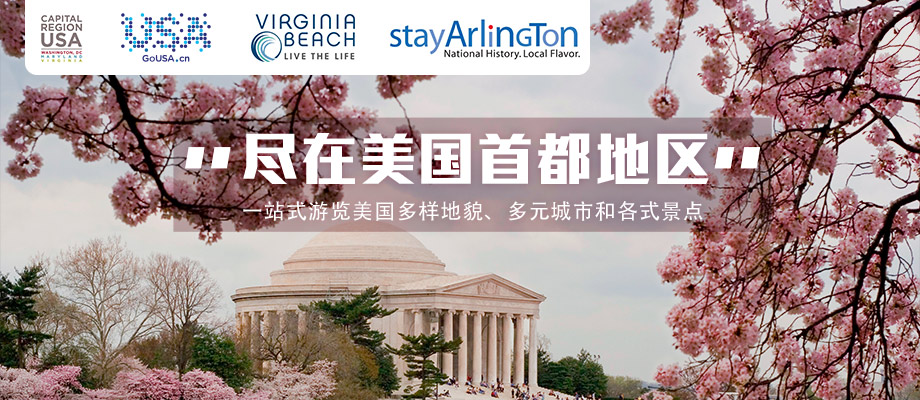 CAPITAL
REGION
USA
WASHINGTON, DC
MARYLAND
VIRGINIA
USA
GoUSA.cn
VIRGINIA
BEACH
LIVE THE LIFE
stayArlingTon
National History. Local Flavor.
"尽在美国首都地区"
一站式游览美国多样地貌、多元城市和各式景点